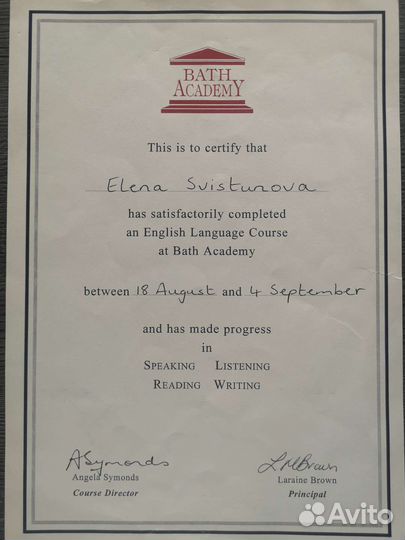 BATH
ACADEMY
This is to certify that
Elena Svistunova
has satisfactorily completed
an English Language Course
at Bath Academy
between 18 August and 4 September
and has made progress
in
SPEAKING LISTENING
READING WRITING
ASymonds LMBrown
Angela Symonds Laraine Brown
Course Director Principal
Avito